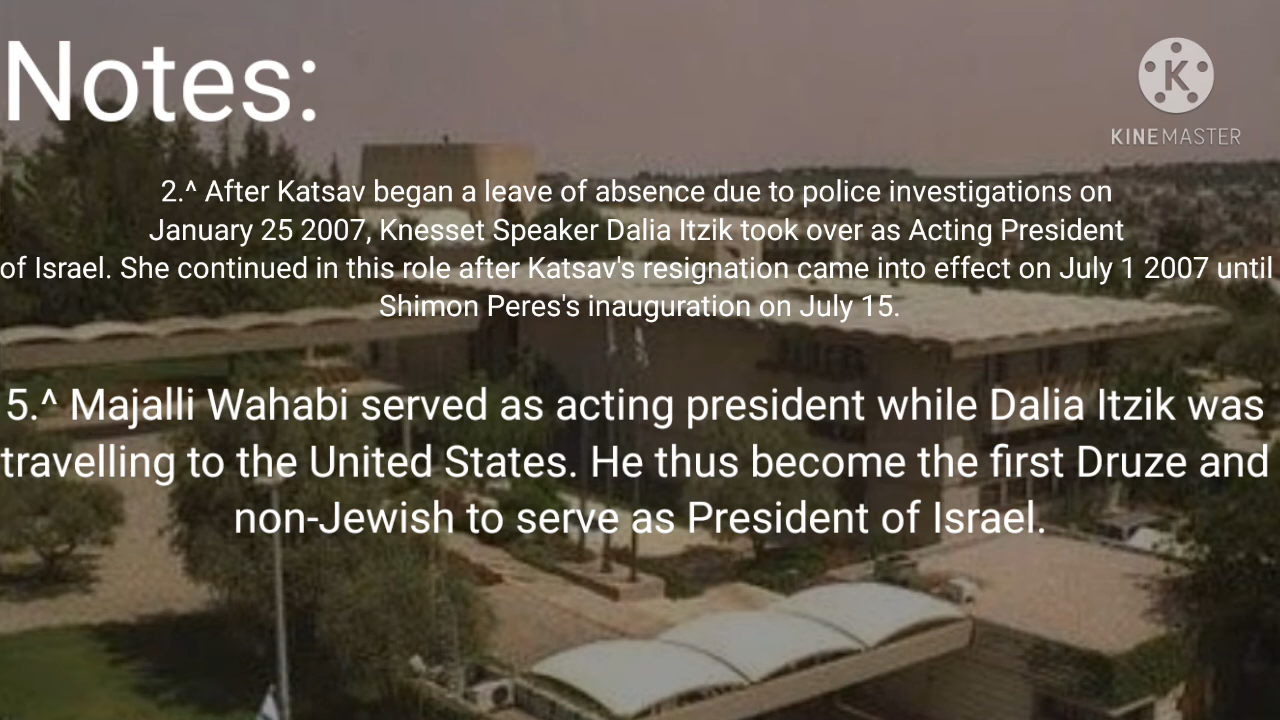 Notes:
KINEMASTER
2.^ After Katsav began a leave of absence due to police investigations on
January 25 2007, Knesset Speaker Dalia Itzik took over as Acting President
of Israel. She continued in this role after Katsav's resignation came into effect on July 1 2007 until
Shimon Peres's inauguration on July 15.
5.^ Majalli Wahabi served as acting president while Dalia Itzik was
travelling to the United States. He thus become the first Druze and
non-Jewish to serve as President of Israel.